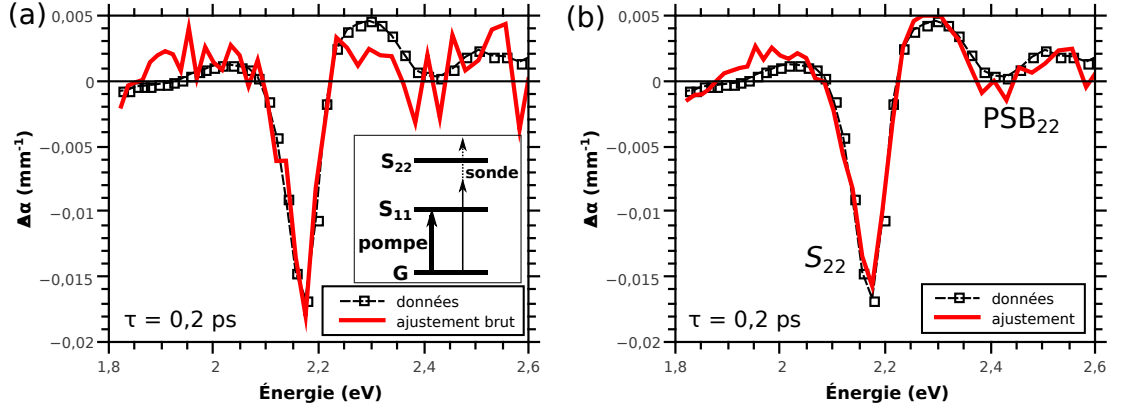 (a)
Δα (mm⁻¹)
0,005
0
−0,005
−0,01
−0,015
−0,02
1,8
2
2,2
2,4
2,6
Énergie (eV)
S₂₂
sonde
S₁₁
pompe
G
données
ajustement brut
τ = 0,2 ps
(b)
Δα (mm⁻¹)
0,005
0
−0,005
−0,01
−0,015
−0,02
1,8
2
2,2
2,4
2,6
Énergie (eV)
PSB₂₂
S₂₂
données
ajustement
τ = 0,2 ps